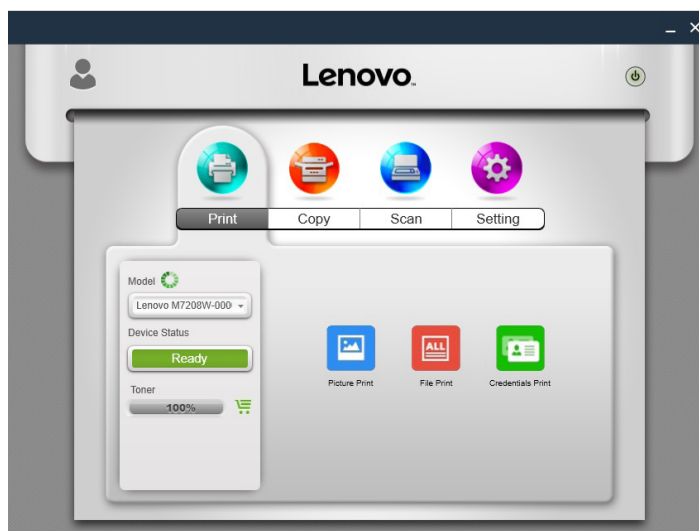 Lenovo
Print
Copy
Scan
Setting
Model
Lenovo M7208W-000
Device Status
Ready
Toner
100%
ALL
Picture Print
File Print
Credentials Print